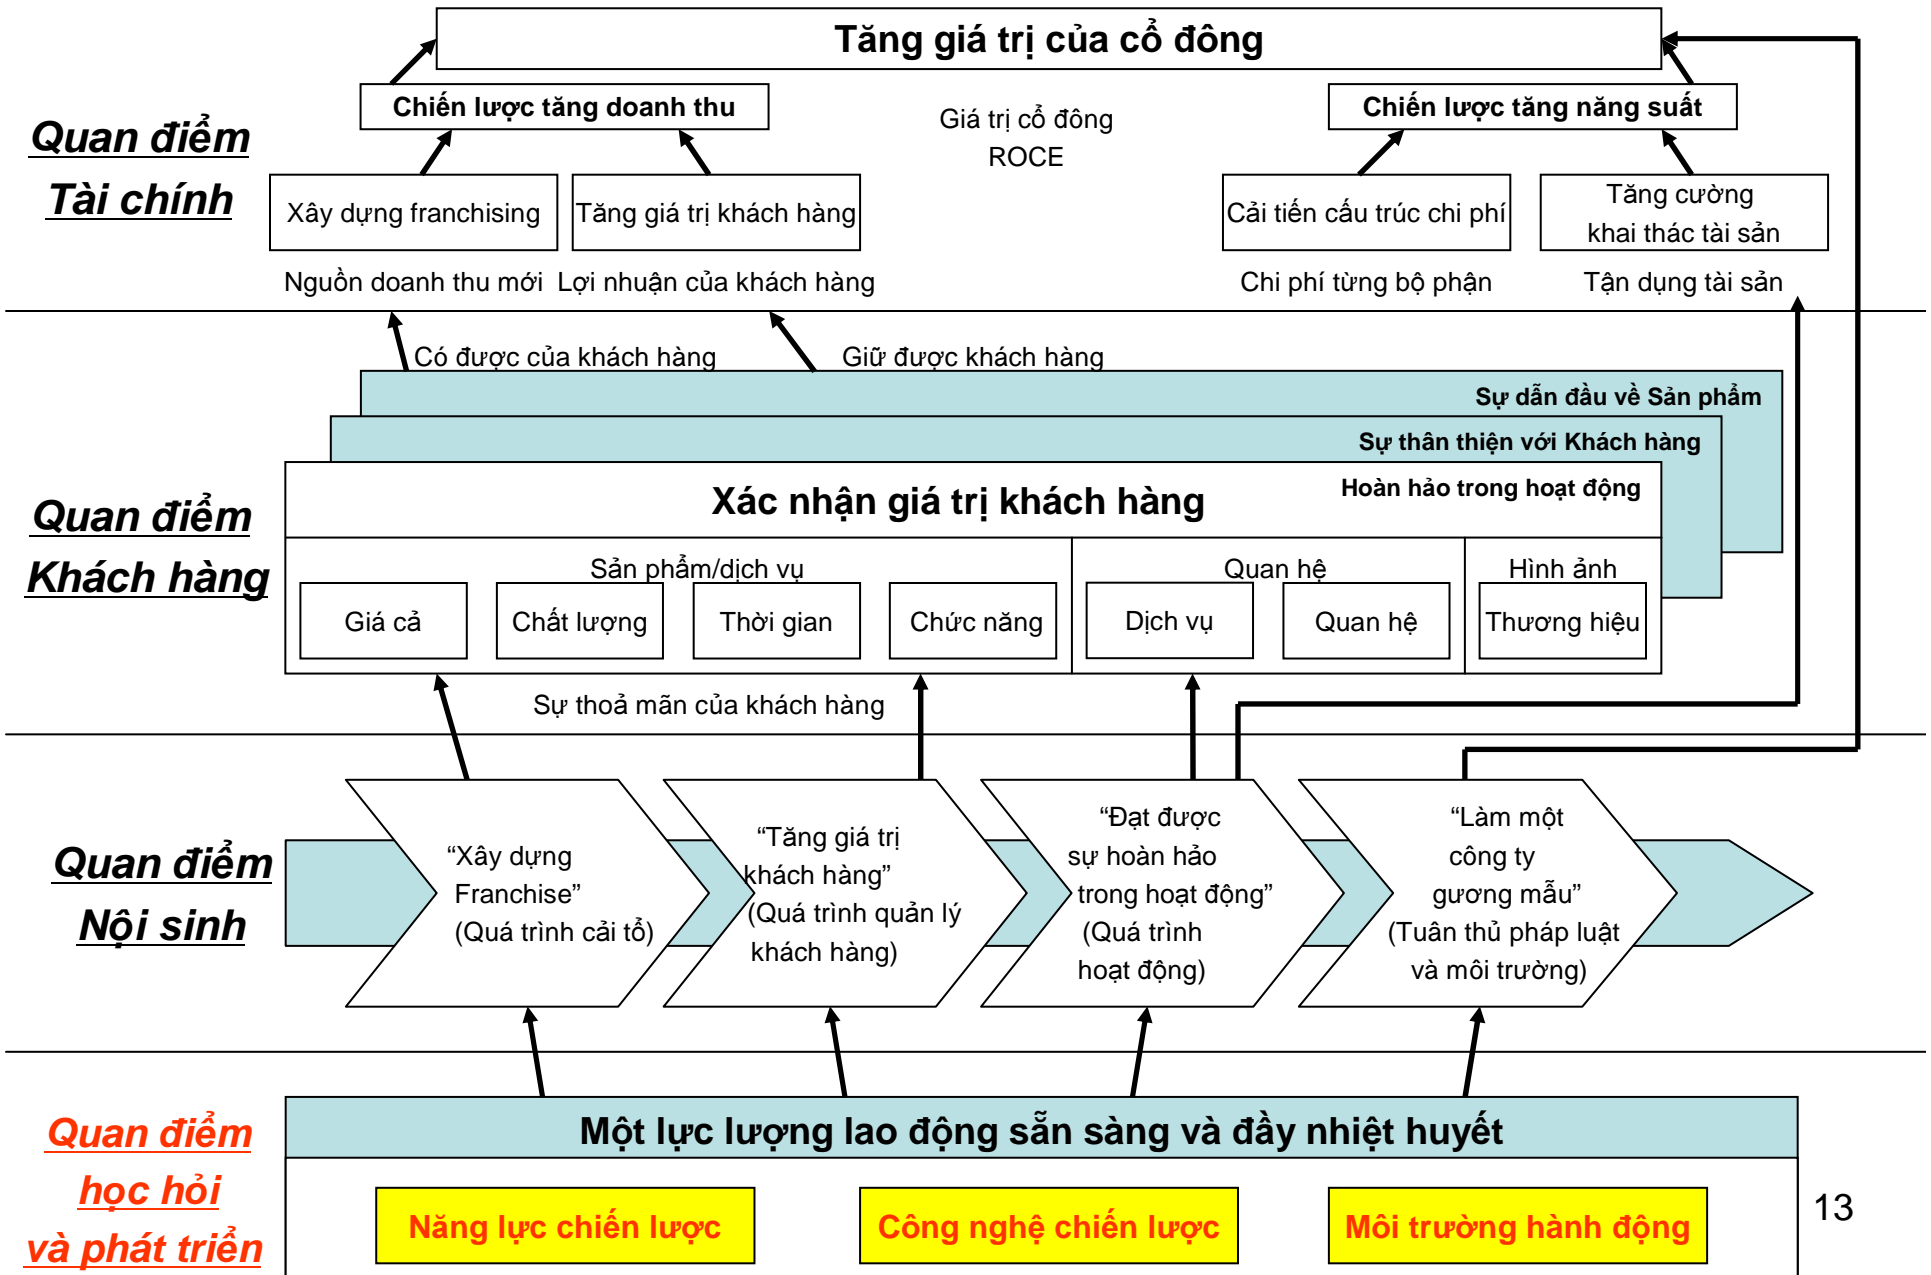 Tăng giá trị của cổ đông
Chiến lược tăng doanh thu
Chiến lược tăng năng suất
Giá trị cổ đông
ROCE
Quan điểm
Tài chính
Xây dựng franchising
Tăng giá trị khách hàng
Cải tiến cấu trúc chi phí
Tăng cường
khai thác tài sản
Nguồn doanh thu mới
Lợi nhuận của khách hàng
Chi phí từng bộ phận
Tận dụng tài sản
Có được của khách hàng
Giữ được khách hàng
Sự dẫn đầu về Sản phẩm
Sự thân thiện với Khách hàng
Hoàn hảo trong hoạt động
Quan điểm
Khách hàng
Xác nhận giá trị khách hàng
Sản phẩm/dịch vụ
Quan hệ
Hình ảnh
Giá cả
Chất lượng
Thời gian
Chức năng
Dịch vụ
Quan hệ
Thương hiệu
Sự thoả mãn của khách hàng
Quan điểm
Nội sinh
“Xây dựng
Franchise”
(Quá trình cải tổ)
“Tăng giá trị
khách hàng”
(Quá trình quản lý
khách hàng)
“Đạt được
sự hoàn hảo
trong hoạt động”
(Quá trình
hoạt động)
“Làm một
công ty
gương mẫu”
(Tuân thủ pháp luật
và môi trường)
Quan điểm
học hỏi
và phát triển
Một lực lượng lao động sẵn sàng và đầy nhiệt huyết
Năng lực chiến lược
Công nghệ chiến lược
Môi trường hành động
13